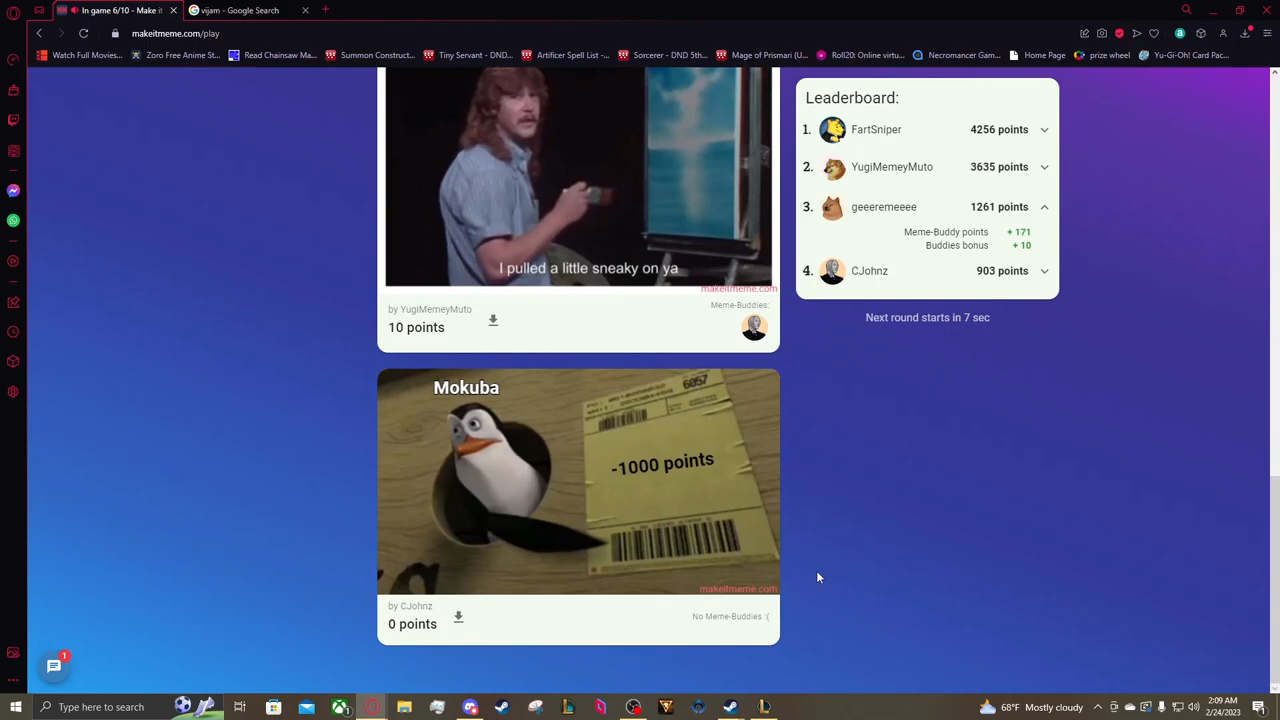 In game 6/10 - Make it
vijam - Google Search
makeitmeme.com/play
Watch Full Movies...
Zoro Free Anime St...
Read Chainsaw Ma...
Summon Construct...
Tiny Servant - DND...
Artificer Spell List -...
Sorcerer - DND 5th...
Mage of Prismari (U...
Roll20: Online virtu...
Necromancer Gam...
Home Page
prize wheel
Yu-Gi-Oh! Card Pac...
I pulled a little sneaky on ya
makeitmeme.com
by YugiMemeyMuto
10 points
Meme-Buddies:
Mokuba
6057
-1000 points
makeitmeme.com
by CJohnz
0 points
No Meme-Buddies :(
Leaderboard:
1. FartSniper 4256 points
2. YugiMemeyMuto 3635 points
3. geeeremeeee 1261 points
Meme-Buddy points + 171
Buddies bonus + 10
4. CJohnz 903 points
Next round starts in 7 sec
1
Type here to search
68°F Mostly cloudy
2:09 AM
2/24/2023